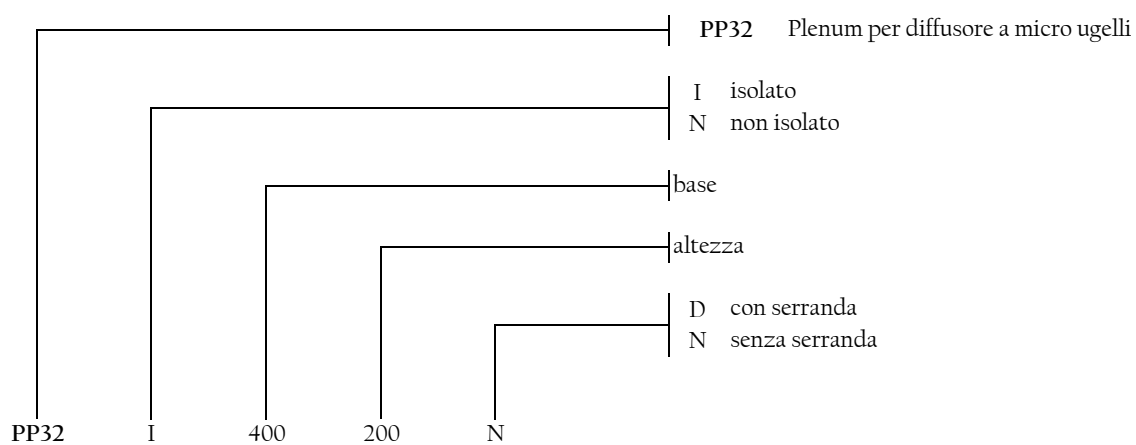 PP32 Plenum per diffusore a micro ugelli
I isolato
N non isolato
base
altezza
D con serranda
N senza serranda
PP32 I 400 200 N